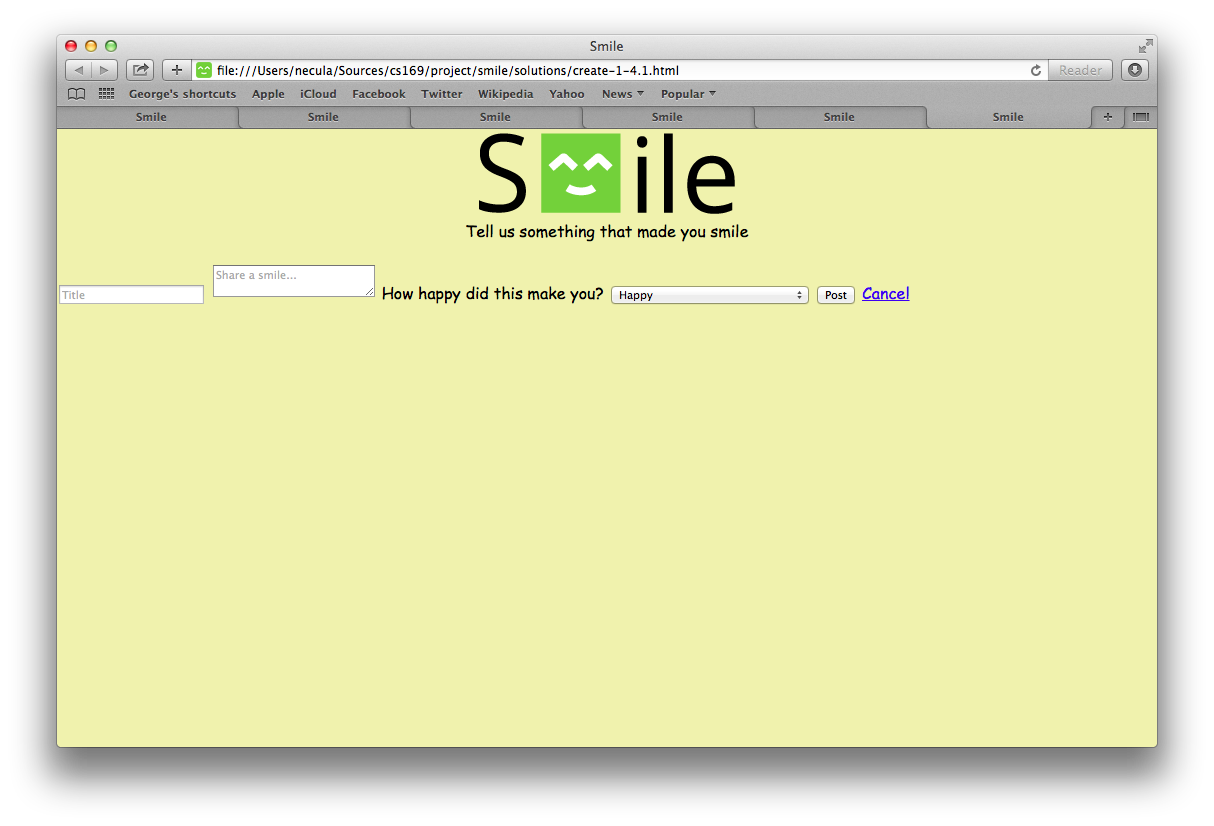 Smile
file:///Users/necula/Sources/cs169/project/smile/solutions/create-1-4.1.html Reader
George's shortcuts Apple iCloud Facebook Twitter Wikipedia Yahoo News Popular
Smile Smile Smile Smile Smile Smile
S ile
Tell us something that made you smile
Share a smile...
Title How happy did this make you? Happy Post Cancel